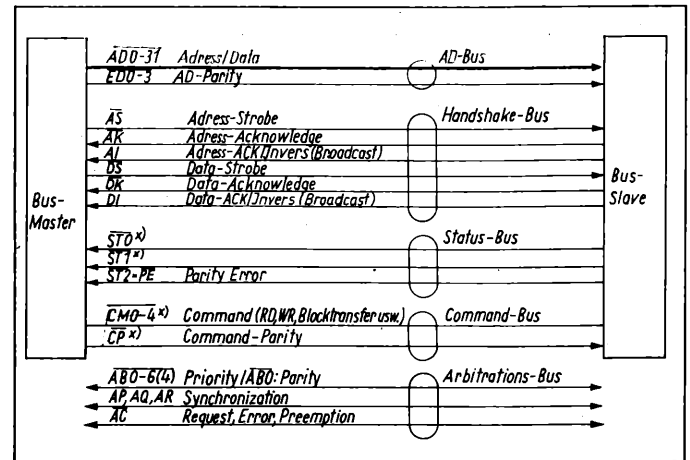 AD0-31 Adress/Data AD-Bus
ED0-3 AD-Parity
AS Adress-Strobe Handshake-Bus
AK Adress-Acknowledge
AI Adress-ACK/Invers (Broadcast)
DS Data-Strobe
DK Data-Acknowledge
DI Data-ACK/Invers (Broadcast)
Bus-
Master
Bus-
Slave
ST0 x) Status-Bus
ST1 x)
ST2-PE Parity Error
CM0-4 x) Command (RD,WR,Blocktransfer usw.) Command-Bus
CP x) Command-Parity
AB0-6(4) Priority/AB0: Parity Arbitrations-Bus
AP, AQ, AR Synchronization
AC Request, Error, Preemption